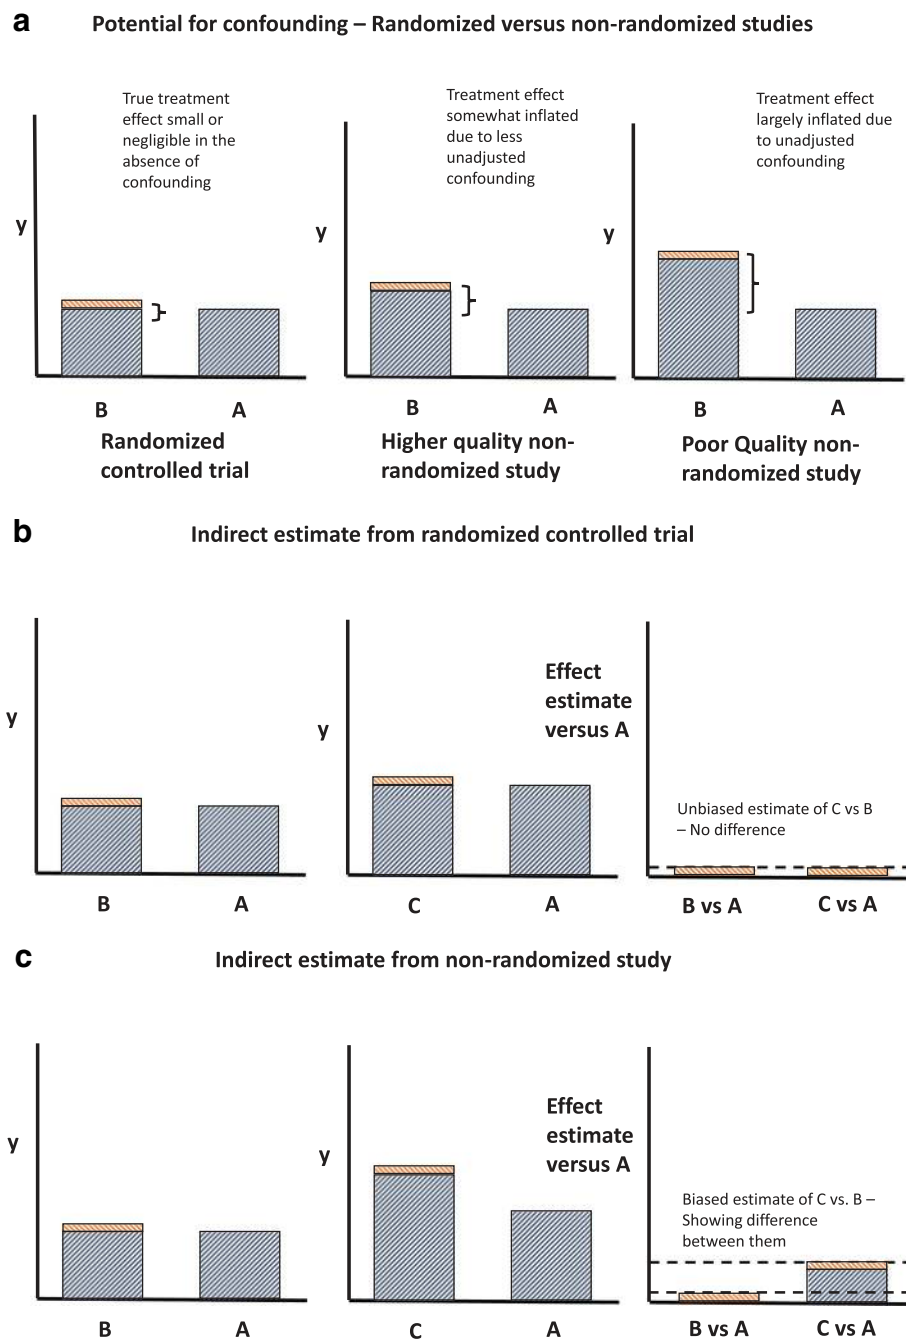 a
Potential for confounding – Randomized versus non-randomized studies
True treatment
effect small or
negligible in the
absence of
confounding
y
B
A
Randomized
controlled trial
Treatment effect
somewhat inflated
due to less
unadjusted
confounding
y
B
A
Higher quality non-
randomized study
Treatment effect
largely inflated due
to unadjusted
confounding
y
B
A
Poor Quality non-
randomized study
b
Indirect estimate from randomized controlled trial
y
B
A
y
C
A
Effect
estimate
versus A
Unbiased estimate of C vs B
– No difference
B vs A
C vs A
c
Indirect estimate from non-randomized study
y
B
A
y
C
A
Effect
estimate
versus A
Biased estimate of C vs. B –
Showing difference
between them
B vs A
C vs A